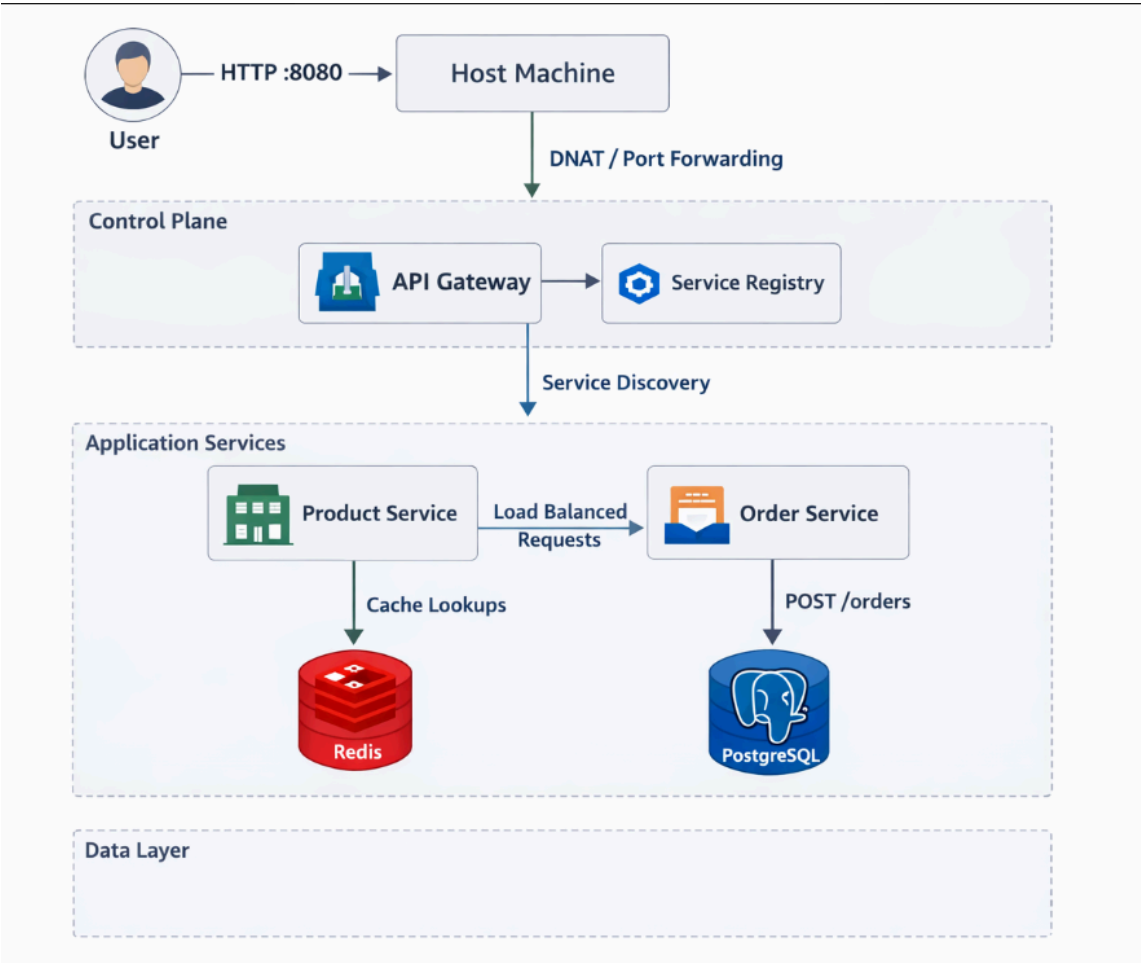 HTTP :8080
Host Machine
User
DNAT / Port Forwarding
Control Plane
API Gateway
Service Registry
Service Discovery
Application Services
Product Service
Load Balanced
Requests
Order Service
Cache Lookups
POST /orders
Redis
PostgreSQL
Data Layer